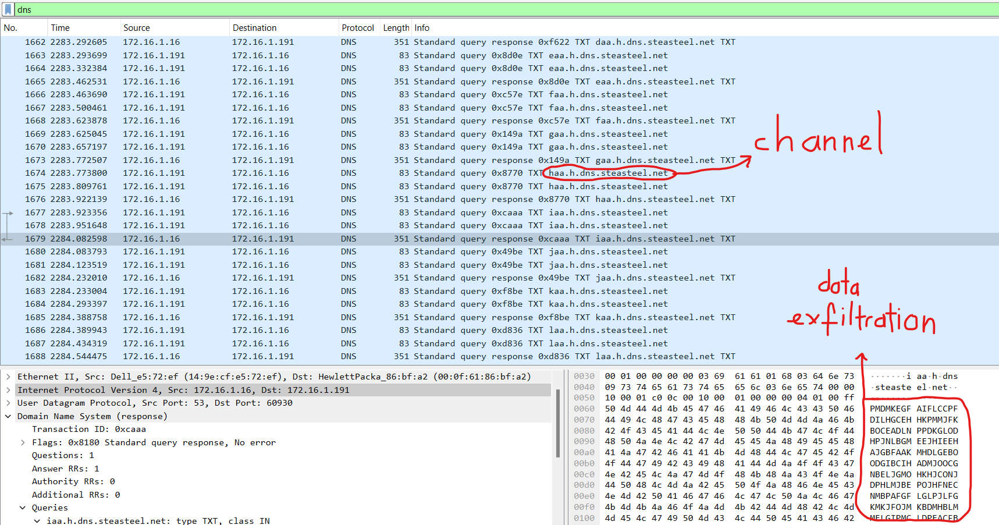 dns
No. Time Source Destination Protocol Length Info
1662 2283.292605 172.16.1.16 172.16.1.191 DNS 351 Standard query response 0xf622 TXT daa.h.dns.steasteel.net TXT
1663 2283.293699 172.16.1.191 172.16.1.16 DNS 83 Standard query 0x8d0e TXT eaa.h.dns.steasteel.net
1664 2283.332384 172.16.1.191 172.16.1.16 DNS 83 Standard query 0x8d0e TXT eaa.h.dns.steasteel.net
1665 2283.462531 172.16.1.16 172.16.1.191 DNS 351 Standard query response 0x8d0e TXT eaa.h.dns.steasteel.net TXT
1666 2283.463690 172.16.1.191 172.16.1.16 DNS 83 Standard query 0xc57e TXT faa.h.dns.steasteel.net
1667 2283.500461 172.16.1.191 172.16.1.16 DNS 83 Standard query 0xc57e TXT faa.h.dns.steasteel.net
1668 2283.623878 172.16.1.16 172.16.1.191 DNS 351 Standard query response 0xc57e TXT faa.h.dns.steasteel.net TXT
1669 2283.625045 172.16.1.191 172.16.1.16 DNS 83 Standard query 0x149a TXT gaa.h.dns.steasteel.net
1670 2283.657197 172.16.1.191 172.16.1.16 DNS 83 Standard query 0x149a TXT gaa.h.dns.steasteel.net
1673 2283.772507 172.16.1.16 172.16.1.191 DNS 351 Standard query response 0x149a TXT gaa.h.dns.steasteel.net TXT
1674 2283.773800 172.16.1.191 172.16.1.16 DNS 83 Standard query 0x8770 TXT haa.h.dns.steasteel.net
1675 2283.809761 172.16.1.191 172.16.1.16 DNS 83 Standard query 0x8770 TXT haa.h.dns.steasteel.net
1676 2283.922139 172.16.1.16 172.16.1.191 DNS 351 Standard query response 0x8770 TXT haa.h.dns.steasteel.net TXT
1677 2283.923356 172.16.1.191 172.16.1.16 DNS 83 Standard query 0xcaaa TXT iaa.h.dns.steasteel.net
1678 2283.951648 172.16.1.191 172.16.1.16 DNS 83 Standard query 0xcaaa TXT iaa.h.dns.steasteel.net
1679 2284.082598 172.16.1.16 172.16.1.191 DNS 351 Standard query response 0xcaaa TXT iaa.h.dns.steasteel.net TXT
1680 2284.083793 172.16.1.191 172.16.1.16 DNS 83 Standard query 0x49be TXT jaa.h.dns.steasteel.net
1681 2284.123519 172.16.1.191 172.16.1.16 DNS 83 Standard query 0x49be TXT jaa.h.dns.steasteel.net
1682 2284.232010 172.16.1.16 172.16.1.191 DNS 351 Standard query response 0x49be TXT jaa.h.dns.steasteel.net TXT
1683 2284.233004 172.16.1.191 172.16.1.16 DNS 83 Standard query 0xf8be TXT kaa.h.dns.steasteel.net
1684 2284.293397 172.16.1.191 172.16.1.16 DNS 83 Standard query 0xf8be TXT kaa.h.dns.steasteel.net
1685 2284.388758 172.16.1.16 172.16.1.191 DNS 351 Standard query response 0xf8be TXT kaa.h.dns.steasteel.net TXT
1686 2284.389943 172.16.1.191 172.16.1.16 DNS 83 Standard query 0xd836 TXT laa.h.dns.steasteel.net
1687 2284.434319 172.16.1.191 172.16.1.16 DNS 83 Standard query 0xd836 TXT laa.h.dns.steasteel.net
1688 2284.544475 172.16.1.16 172.16.1.191 DNS 351 Standard query response 0xd836 TXT laa.h.dns.steasteel.net TXT
channel
data
exfiltration
Ethernet II, Src: Dell_e5:72:ef (14:9e:cf:e5:72:ef), Dst: HewlettPacka_86:bf:a2 (00:0f:61:86:bf:a2)
Internet Protocol Version 4, Src: 172.16.1.16, Dst: 172.16.1.191
User Datagram Protocol, Src Port: 53, Dst Port: 60930
Domain Name System (response)
Transaction ID: 0xcaaa
Flags: 0x8180 Standard query response, No error
Questions: 1
Answer RRs: 1
Authority RRs: 0
Additional RRs: 0
Queries
iaa.h.dns.steasteel.net: type TXT, class IN
0030 00 01 00 00 00 00 03 69 61 61 01 68 03 64 6e 73 ·······i aa·h·dns
0040 09 73 74 65 61 73 74 65 65 6c 03 6e 65 74 00 00 ·steaste el·net··
0050 10 00 01 c0 0c 00 10 00 01 00 00 00 04 01 00 ff
0060 50 4d 44 4d 4b 45 47 46 41 49 46 4c 43 43 50 46 PMDMKEGF AIFLCCPF
0070 44 49 4c 48 47 43 45 48 48 4b 50 4d 4d 4a 46 4b DILHGCEH HKPMMJFK
0080 42 4f 43 45 41 44 4c 4e 50 50 44 4b 47 4c 4f 44 BOCEADLN PPDKGLOD
0090 48 50 4a 4e 4c 42 47 4d 45 45 4a 48 49 45 45 48 HPJNLBGM EEJHIEEH
00a0 41 4a 47 42 46 41 41 4b 4d 48 44 4c 47 45 42 4f AJGBFAAK MHDLGEBO
00b0 4f 44 47 49 42 43 49 48 41 44 4d 4a 4f 4f 43 47 ODGIBCIH ADMJOOCG
00c0 4e 42 45 4c 4a 47 4d 4f 48 4b 48 4a 43 4f 4e 4a NBELJGMO HKHJCONJ
00d0 44 50 48 4c 4d 4a 42 45 50 4f 4a 48 46 4e 45 43 DPHLMJBE POJHFNEC
00e0 4e 4d 42 50 41 46 47 46 4c 47 4c 50 4a 4c 46 47 NMBPAFGF LGLPJLFG
00f0 4b 4d 4b 4a 46 4f 4a 4d 4b 42 44 4d 48 42 4c 4d KMKJFOJM KBDMHBLM
0100 4d 45 4c 47 49 50 4d 43 4c 44 50 45 41 43 46 42 MELGIPMC LDPEACFB